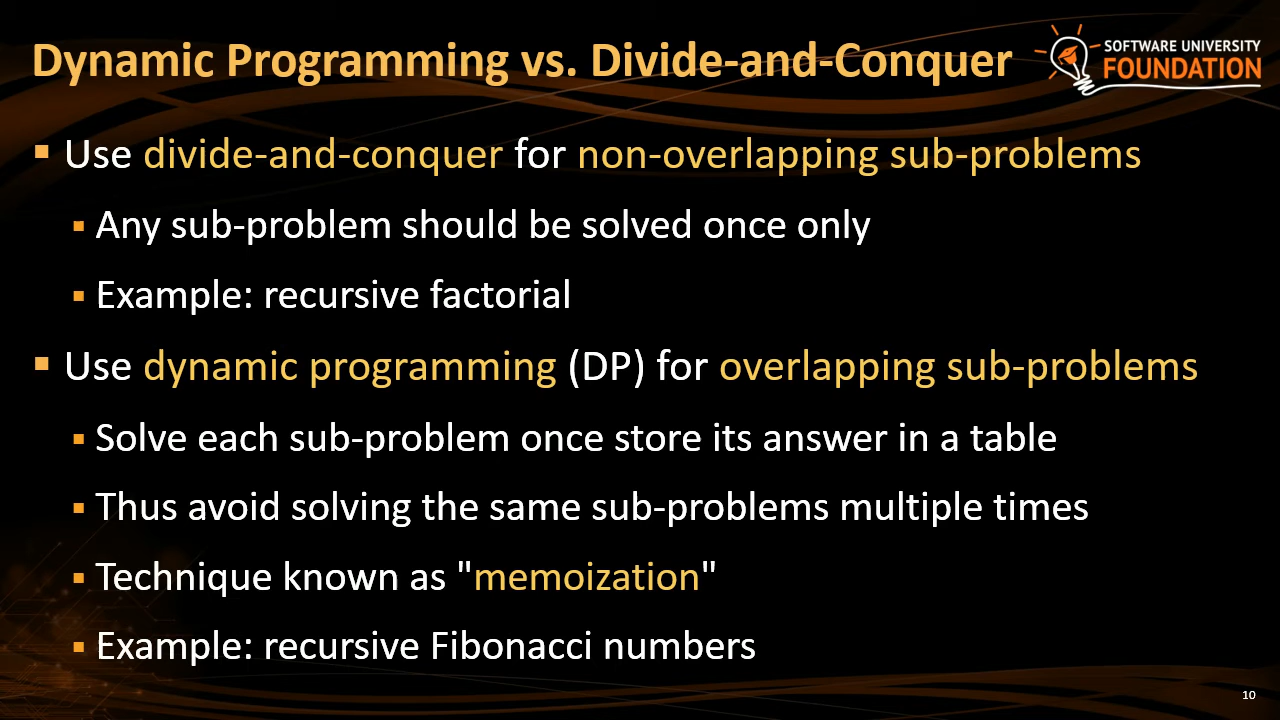 Dynamic Programming vs. Divide-and-Conquer
SOFTWARE UNIVERSITY
FOUNDATION
▪ Use divide-and-conquer for non-overlapping sub-problems
▪ Any sub-problem should be solved once only
▪ Example: recursive factorial
▪ Use dynamic programming (DP) for overlapping sub-problems
▪ Solve each sub-problem once store its answer in a table
▪ Thus avoid solving the same sub-problems multiple times
▪ Technique known as "memoization"
▪ Example: recursive Fibonacci numbers
10